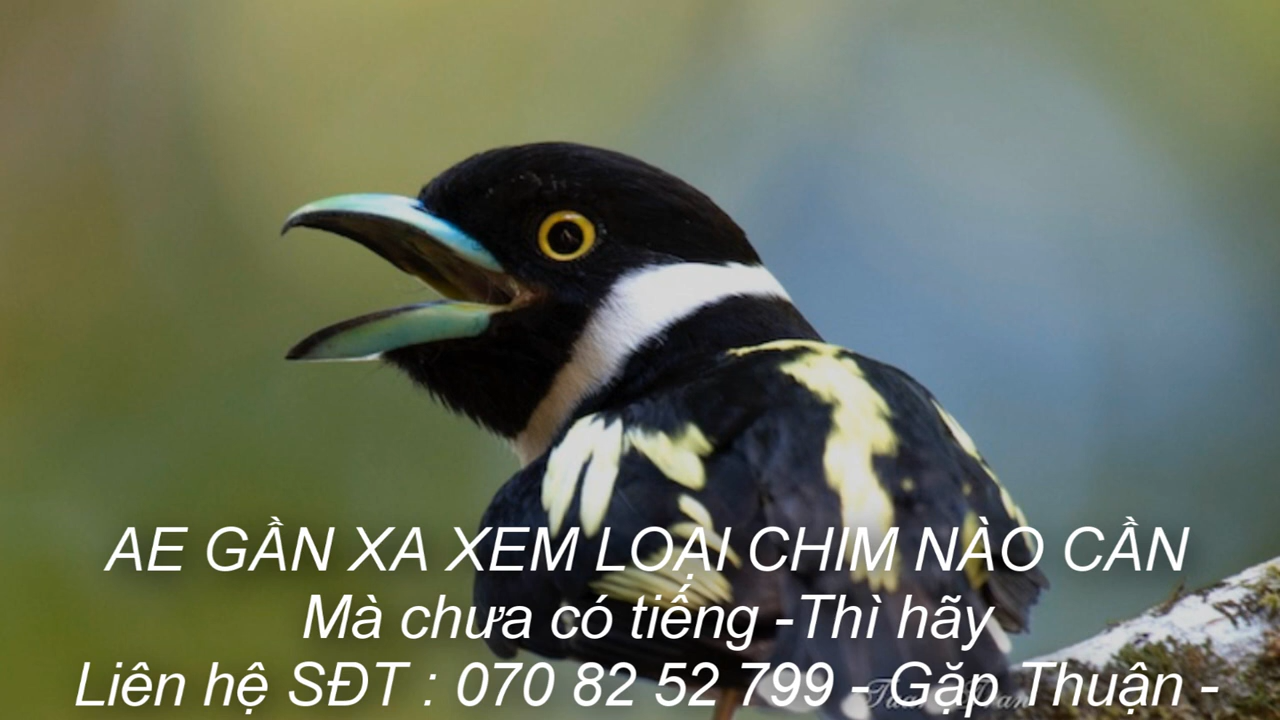 AE GẦN XA XEM LOẠI CHIM NÀO CẦN
Mà chưa có tiếng -Thì hãy
Liên hệ SĐT : 070 82 52 799 - Gặp Thuận -